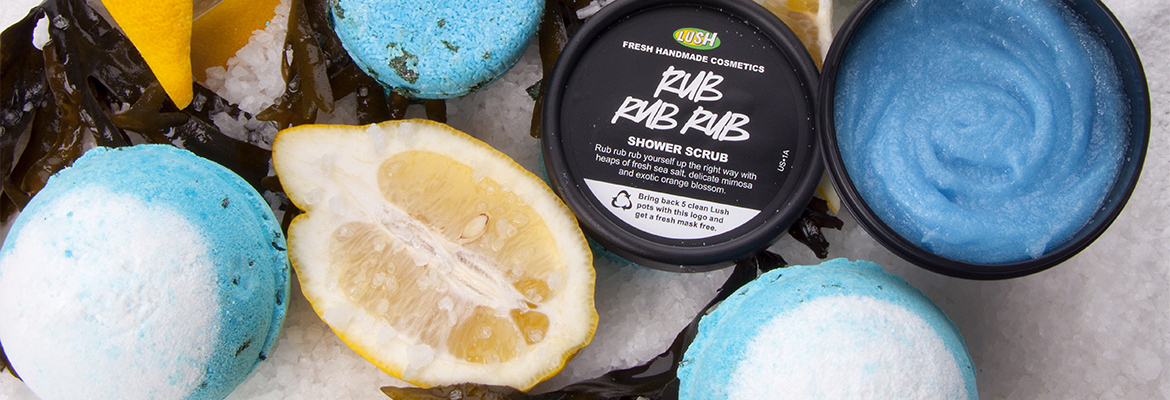 LUSH
FRESH HANDMADE COSMETICS
RUB
RUB RUB
SHOWER SCRUB
Rub rub rub yourself up the right way with
heaps of fresh sea salt, delicate mimosa
and exotic orange blossom.
US•1A
Bring back 5 clean Lush
pots with this logo and
get a fresh mask free.